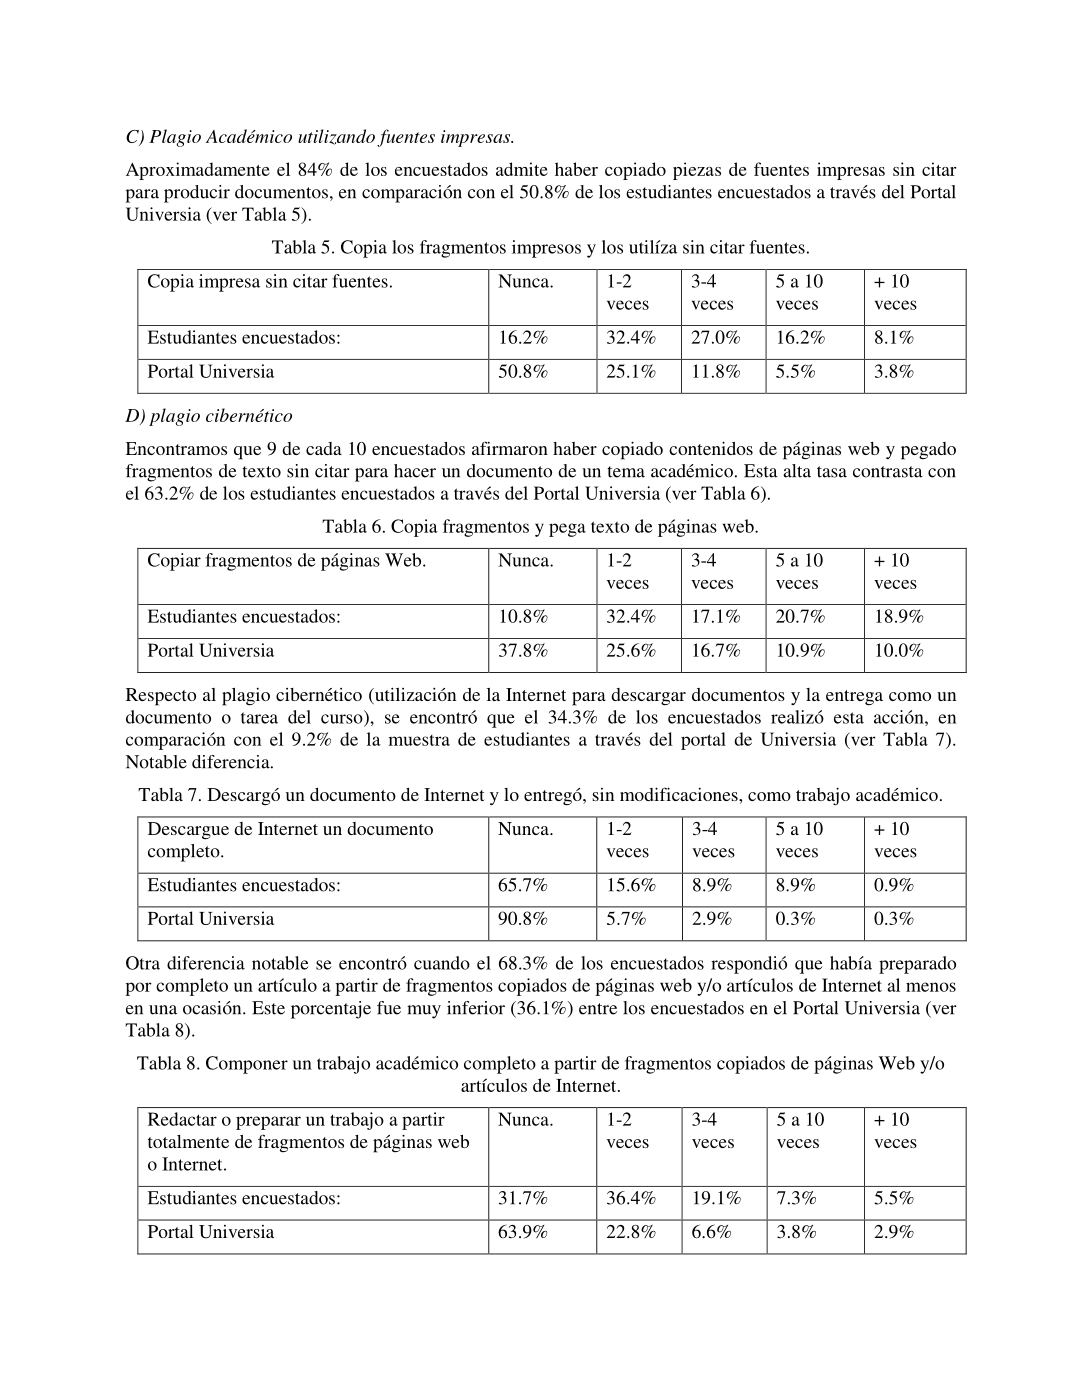 C) Plagio Académico utilizando fuentes impresas.
Aproximadamente el 84% de los encuestados admite haber copiado piezas de fuentes impresas sin citar
para producir documentos, en comparación con el 50.8% de los estudiantes encuestados a través del Portal
Universia (ver Tabla 5).
Tabla 5. Copia los fragmentos impresos y los utilíza sin citar fuentes.
Copia impresa sin citar fuentes. Nunca. 1-2 3-4 5 a 10 + 10
veces veces veces veces
Estudiantes encuestados: 16.2% 32.4% 27.0% 16.2% 8.1%
Portal Universia 50.8% 25.1% 11.8% 5.5% 3.8%
D) plagio cibernético
Encontramos que 9 de cada 10 encuestados afirmaron haber copiado contenidos de páginas web y pegado
fragmentos de texto sin citar para hacer un documento de un tema académico. Esta alta tasa contrasta con
el 63.2% de los estudiantes encuestados a través del Portal Universia (ver Tabla 6).
Tabla 6. Copia fragmentos y pega texto de páginas web.
Copiar fragmentos de páginas Web. Nunca. 1-2 3-4 5 a 10 + 10
veces veces veces veces
Estudiantes encuestados: 10.8% 32.4% 17.1% 20.7% 18.9%
Portal Universia 37.8% 25.6% 16.7% 10.9% 10.0%
Respecto al plagio cibernético (utilización de la Internet para descargar documentos y la entrega como un
documento o tarea del curso), se encontró que el 34.3% de los encuestados realizó esta acción, en
comparación con el 9.2% de la muestra de estudiantes a través del portal de Universia (ver Tabla 7).
Notable diferencia.
Tabla 7. Descargó un documento de Internet y lo entregó, sin modificaciones, como trabajo académico.
Descargue de Internet un documento Nunca. 1-2 3-4 5 a 10 + 10
completo. veces veces veces veces
Estudiantes encuestados: 65.7% 15.6% 8.9% 8.9% 0.9%
Portal Universia 90.8% 5.7% 2.9% 0.3% 0.3%
Otra diferencia notable se encontró cuando el 68.3% de los encuestados respondió que había preparado
por completo un artículo a partir de fragmentos copiados de páginas web y/o artículos de Internet al menos
en una ocasión. Este porcentaje fue muy inferior (36.1%) entre los encuestados en el Portal Universia (ver
Tabla 8).
Tabla 8. Componer un trabajo académico completo a partir de fragmentos copiados de páginas Web y/o
artículos de Internet.
Redactar o preparar un trabajo a partir Nunca. 1-2 3-4 5 a 10 + 10
totalmente de fragmentos de páginas web veces veces veces veces
o Internet.
Estudiantes encuestados: 31.7% 36.4% 19.1% 7.3% 5.5%
Portal Universia 63.9% 22.8% 6.6% 3.8% 2.9%